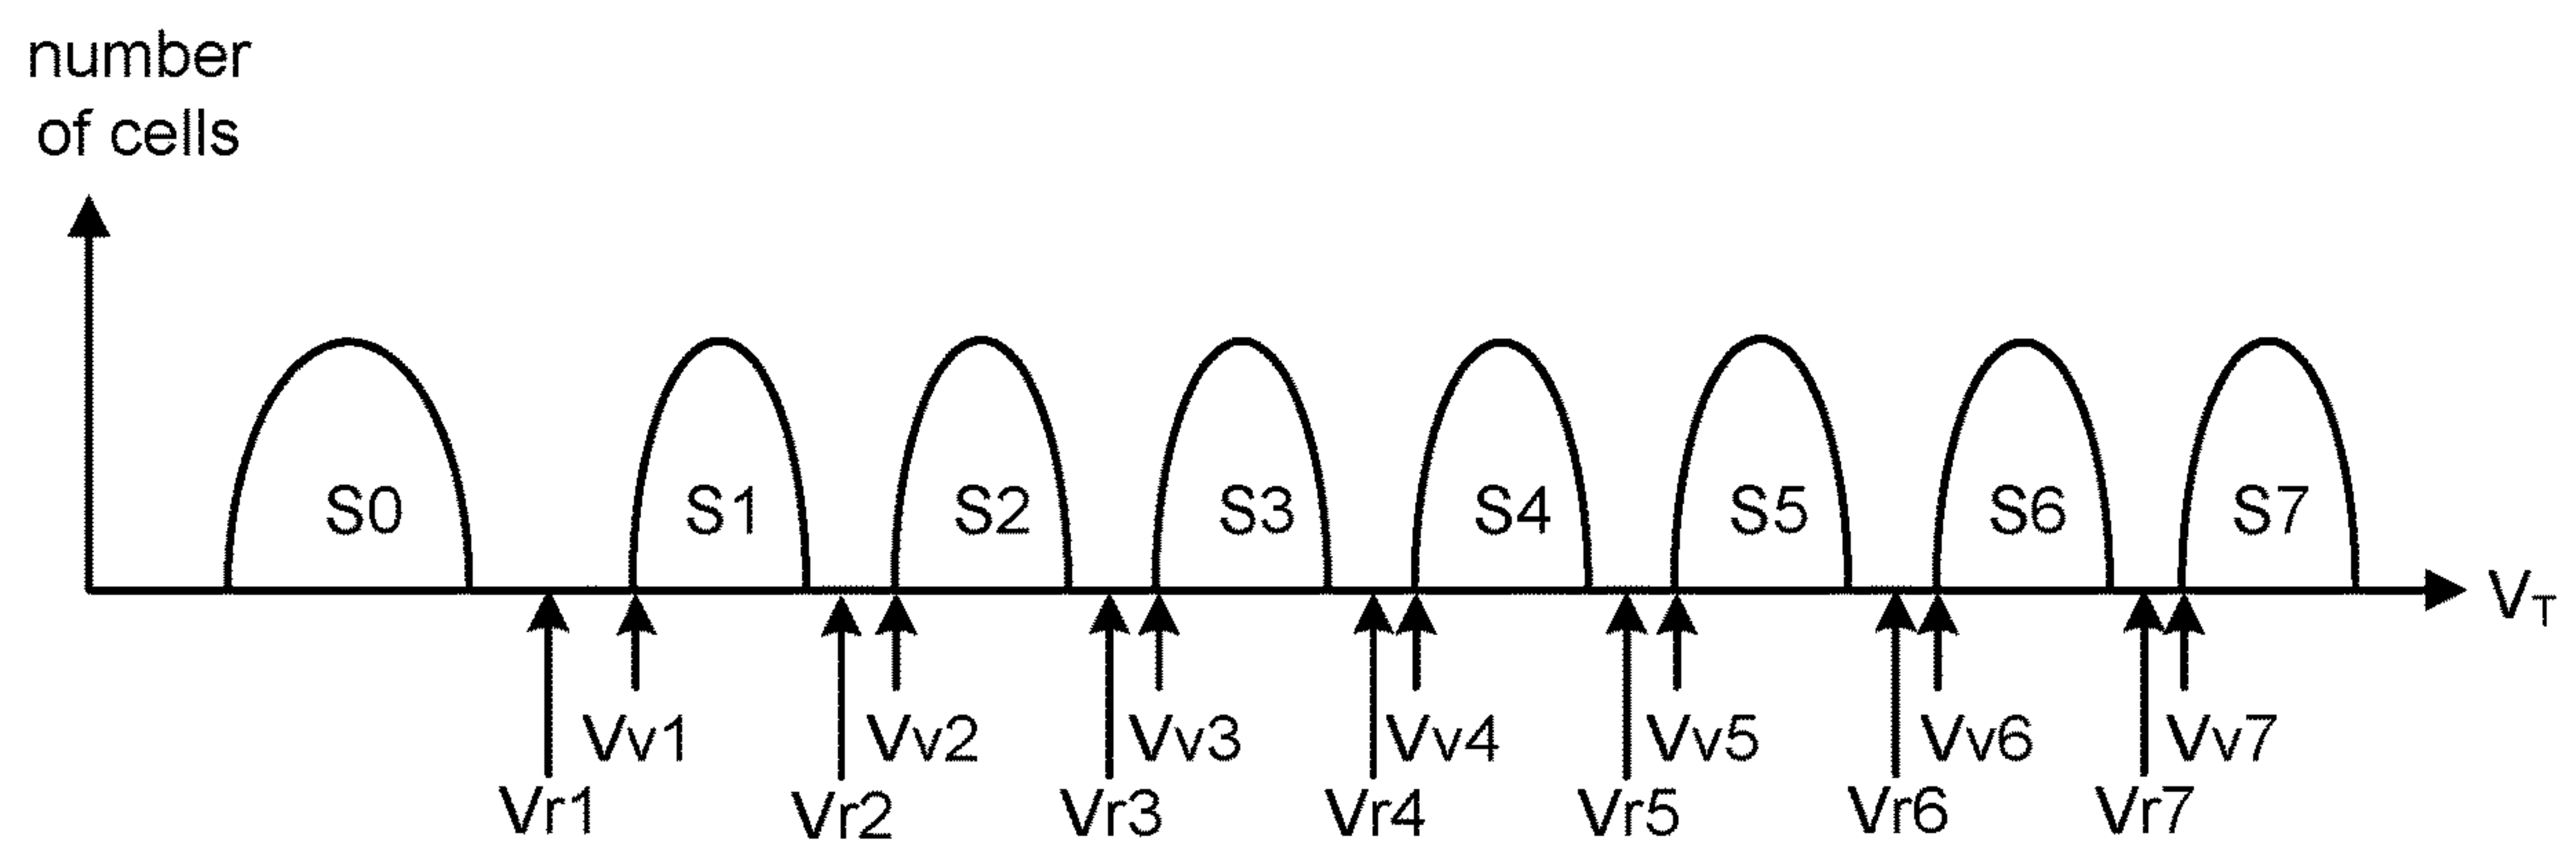 number
of cells
S0 S1 S2 S3 S4 S5 S6 S7
VT
Vv1 Vv2 Vv3 Vv4 Vv5 Vv6 Vv7
Vr1 Vr2 Vr3 Vr4 Vr5 Vr6 Vr7